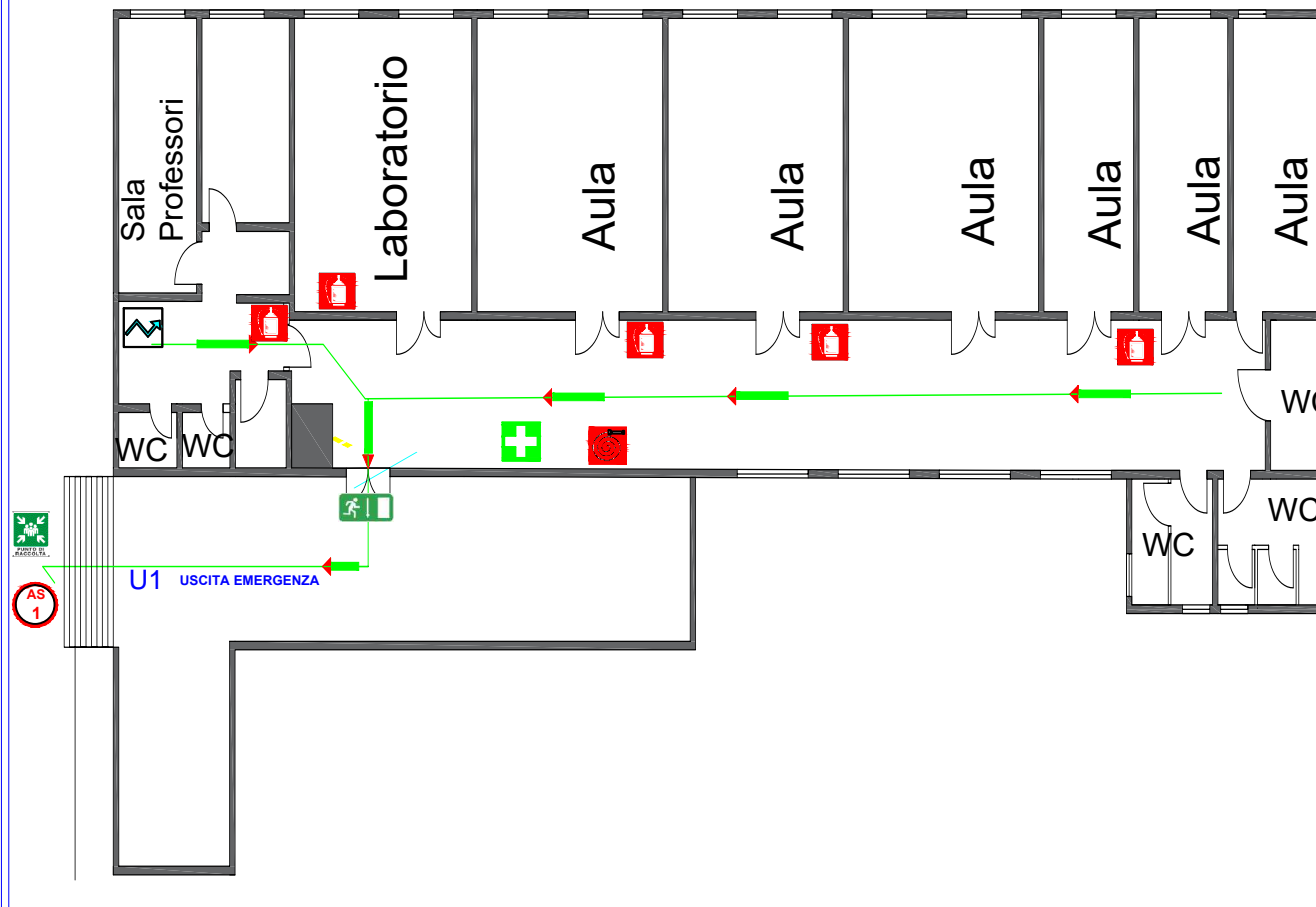 Sala
Professori
Laboratorio
Aula
Aula
Aula
Aula
Aula
Aula
WC
WC
WC
WC
WC
PUNTO DI
RACCOLTA
U1
USCITA EMERGENZA
AS
1